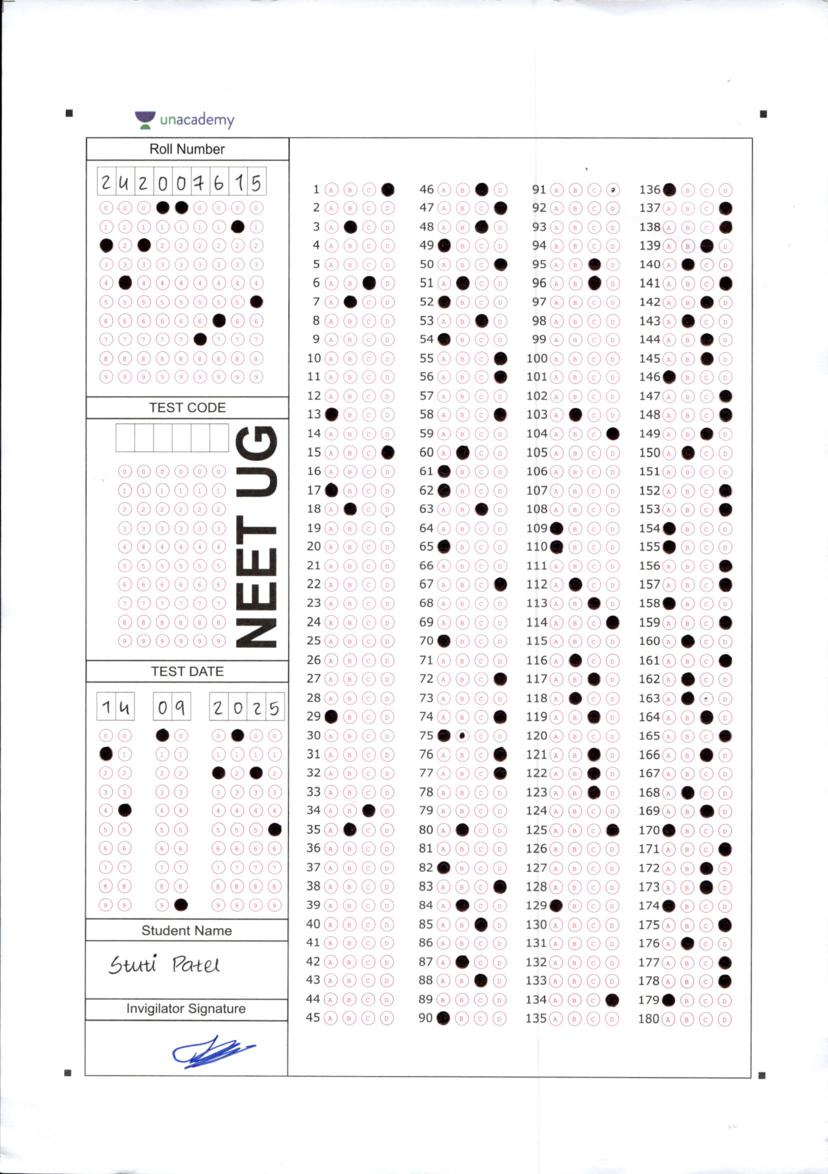 unacademy
Roll Number
2 4 2 0 0 7 6 1 5
TEST CODE
NEET UG
TEST DATE
14 09 2025
Student Name
Stuti Patel
Invigilator Signature
1 A B C
2 A B C D
3 A C D
4 A B C D
5 A B C D
6 A B D
7 A C D
8 A B C D
9 A B C D
10 A B C D
11 A B C D
12 A B C D
13 B C D
14 A B C D
15 A B C
16 A B C D
17 B C D
18 A C D
19 A B C D
20 A B C D
21 A B C D
22 A B C D
23 A B C D
24 A B C D
25 A B C D
26 A B C D
27 A B C D
28 A B C D
29 B C D
30 A B C D
31 A B C D
32 A B C D
33 A B C D
34 A B D
35 A C D
36 A B C D
37 A B C D
38 A B C D
39 A B C D
40 A B C D
41 A B C D
42 A B C D
43 A B C D
44 A B C D
45 A B C D
46 A B D
47 A B C
48 A B D
49 B C D
50 A B C
51 A C D
52 B C D
53 A B D
54 B C D
55 A B C
56 A B C
57 A B C D
58 A B C
59 A B C D
60 A C D
61 B C D
62 B C D
63 A B D
64 A B C D
65 B C D
66 A B C D
67 A B C
68 A B C D
69 A B C D
70 B C D
71 A B C D
72 A B C
73 A B C D
74 A B C
75 C D
76 A B C
77 A B C
78 A B C D
79 A B C D
80 A C D
81 A B C D
82 B C D
83 A B C
84 A C D
85 A B D
86 A B C D
87 A C D
88 A B D
89 A B C D
90 B C D
91 A B C
92 A B C D
93 A B C D
94 A B C D
95 A B D
96 A B D
97 A B C D
98 A B C D
99 A B C D
100 A B C D
101 A B C D
102 A B C D
103 A C D
104 A B C
105 A B C D
106 A B C D
107 A B C D
108 A B C D
109 B C D
110 B C D
111 A B C D
112 A C D
113 A B D
114 A B C
115 A B C D
116 A C D
117 A B D
118 A C D
119 A B D
120 A B C D
121 A B D
122 A B D
123 A B D
124 A B C D
125 A B C
126 A B C D
127 A B C D
128 A B C D
129 B C D
130 A B C D
131 A B C D
132 A B C D
133 A B C D
134 A B C
135 A B C D
136 B C D
137 A B C
138 A B C
139 A B D
140 A C D
141 A B C
142 A B D
143 A C D
144 A B D
145 A B D
146 B C D
147 A B C
148 A B C
149 A B D
150 A C D
151 A B C D
152 A B C
153 A B C
154 B C D
155 B C D
156 A B C
157 A B C
158 B C D
159 A B C
160 A C D
161 A B C
162 A C D
163 A D
164 A B D
165 A B C
166 A B D
167 A B C D
168 A C D
169 A B D
170 B C D
171 A B C
172 A B D
173 A B D
174 B C D
175 A B C
176 A C D
177 A B C
178 A B C
179 B C D
180 A B C D